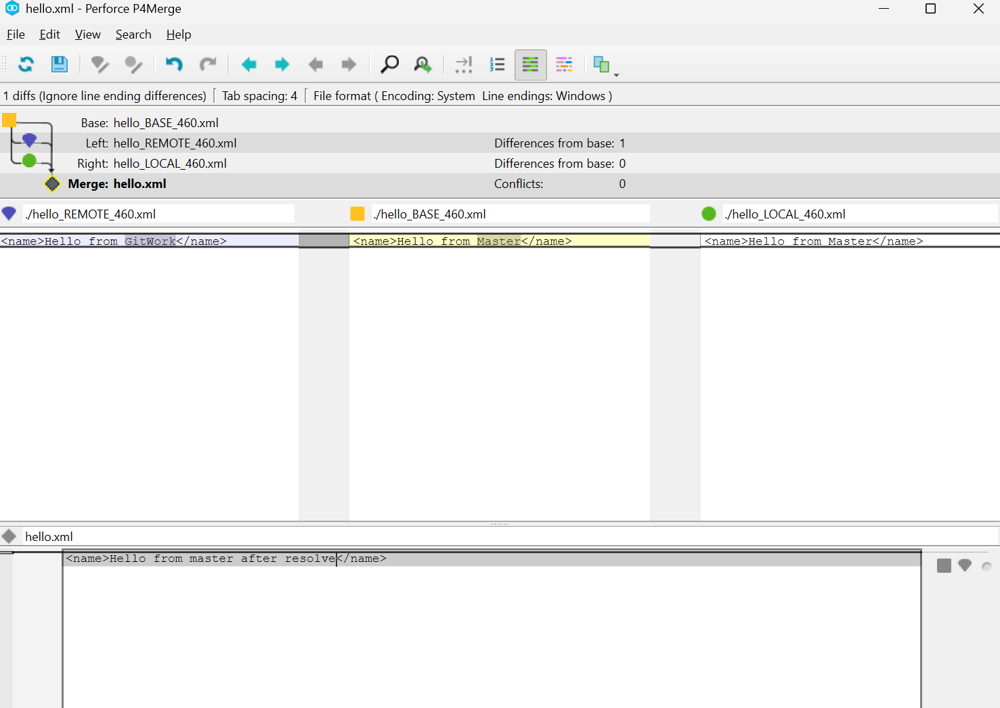 hello.xml - Perforce P4Merge
File Edit View Search Help
1 diffs (Ignore line ending differences) Tab spacing: 4 File format ( Encoding: System Line endings: Windows )
Base: hello_BASE_460.xml
Left: hello_REMOTE_460.xml Differences from base: 1
Right: hello_LOCAL_460.xml Differences from base: 0
Merge: hello.xml Conflicts: 0
./hello_REMOTE_460.xml ./hello_BASE_460.xml ./hello_LOCAL_460.xml
<name>Hello from GitWork</name> <name>Hello from Master</name> <name>Hello from Master</name>
hello.xml
<name>Hello from master after resolve</name>